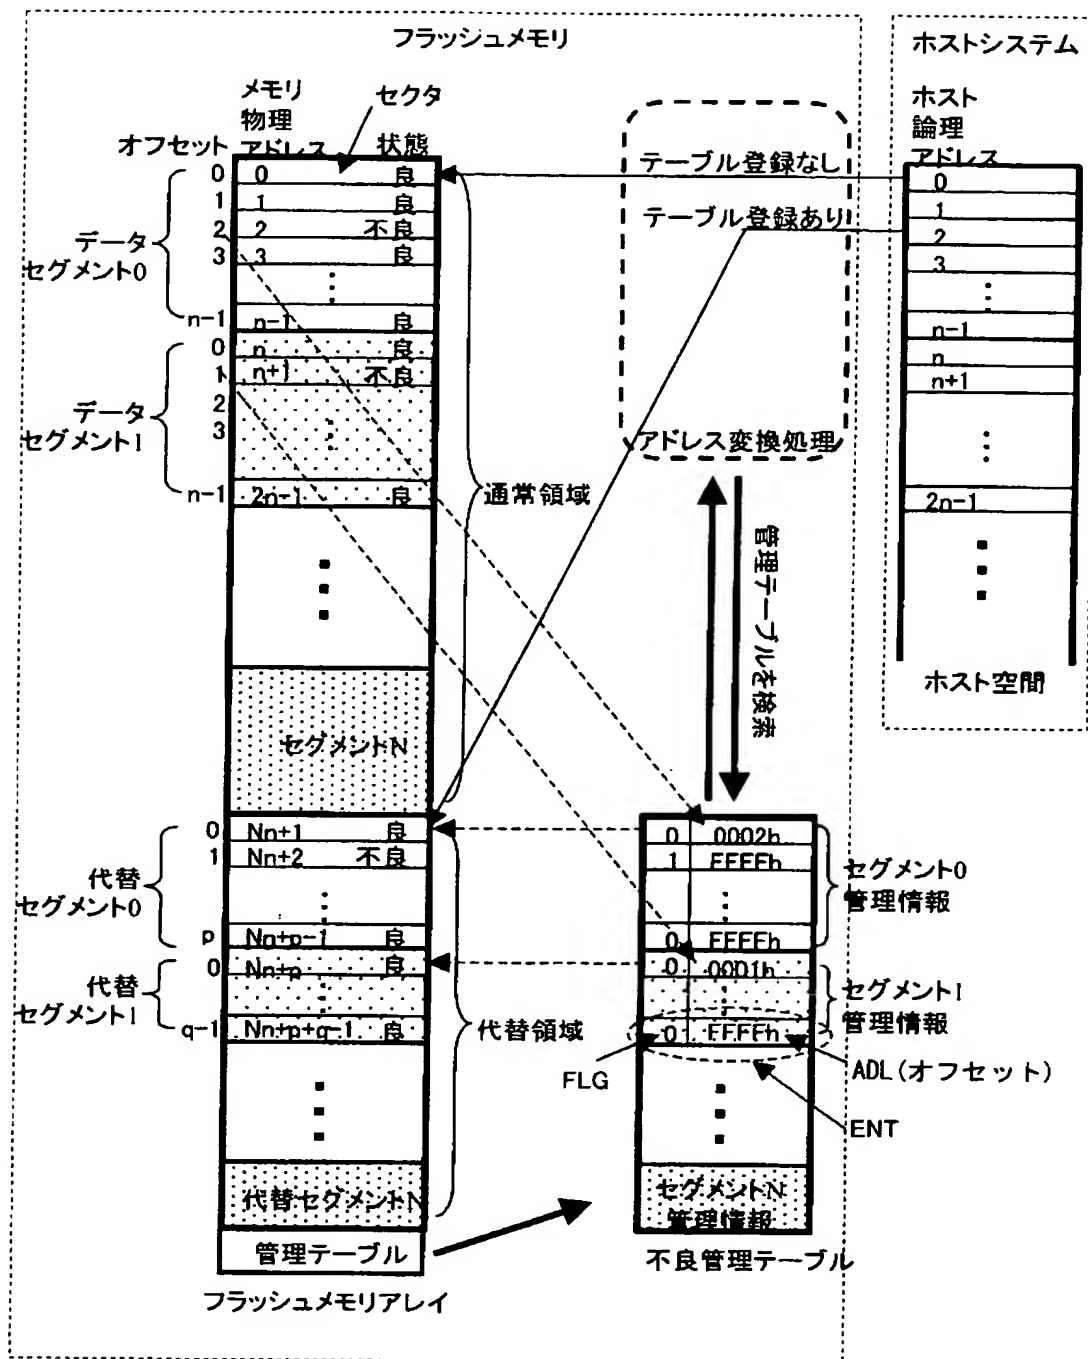 フラッシュメモリ
ホストシステム
メモリ
物理
アドレス
セクタ
状態
オフセット
ホスト
論理
アドレス
テーブル登録なし
テーブル登録あり
アドレス変換処理
データ
セグメント0
0 0 良
1 1 良
2 2 不良
3 3 良
n-1 n-1 良
データ
セグメント1
0 n 良
1 n+1 不良
2
3
n-1 2n-1 良
通常領域
セグメントN
0
1
2
3
n-1
n
n+1
2n-1
ホスト空間
管理テーブルを検索
代替
セグメント0
0 Nn+1 良
1 Nn+2 不良
p Nn+p-1 良
代替
セグメント1
0 Nn+p 良
q-1 Nn+p+q-1 良
代替領域
代替セグメントN
管理テーブル
フラッシュメモリアレイ
0 0002h
1 FFFFh
0 FFFFh
セグメント0
管理情報
0 0001h
0 FFFFh
セグメント1
管理情報
FLG
ADL(オフセット)
ENT
セグメントN
管理情報
不良管理テーブル